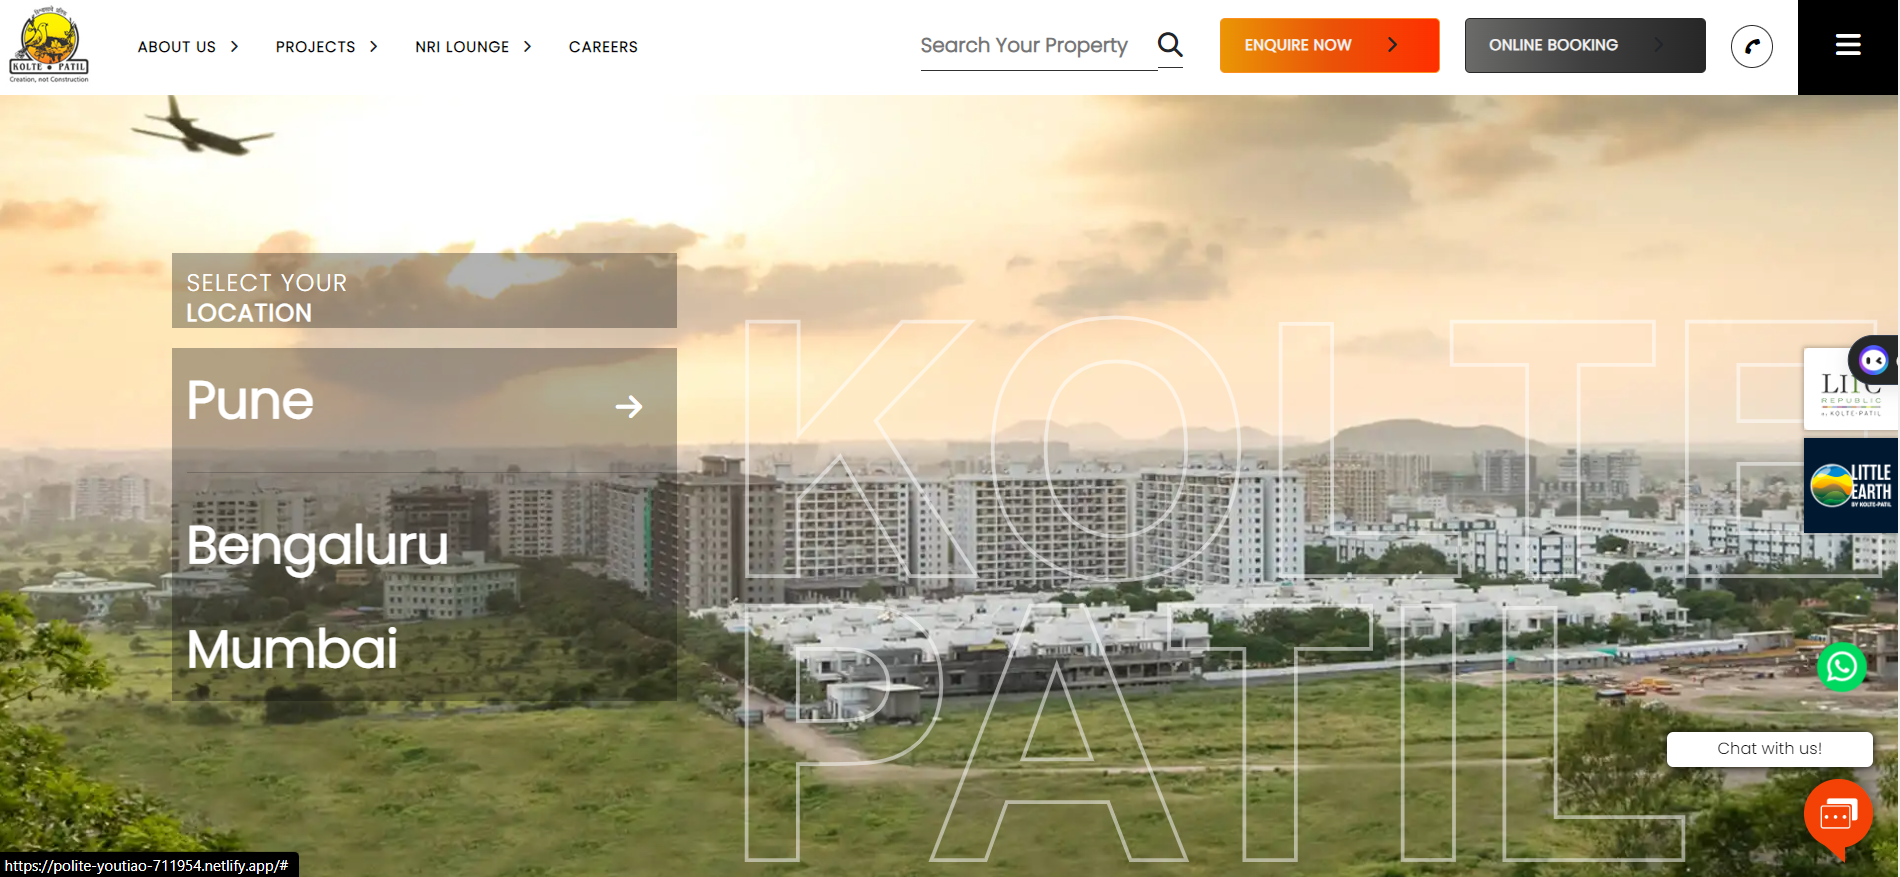 KOLTE • PATIL
Creation, not Construction
ABOUT US
PROJECTS
NRI LOUNGE
CAREERS
Search Your Property
ENQUIRE NOW
ONLINE BOOKING
SELECT YOUR
LOCATION
Pune
Bengaluru
Mumbai
KOLTE
PATIL
REPUBLIC
BY KOLTE-PATIL
LITTLE
EARTH
BY KOLTE-PATIL
Chat with us!
https://polite-youtiao-711954.netlify.app/#